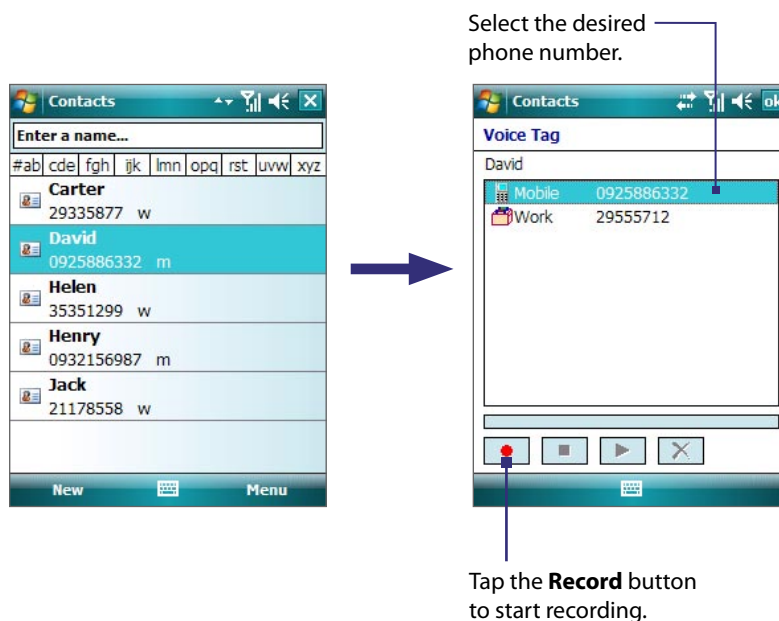 Select the desired
phone number.
Contacts
Enter a name...
#ab cde fgh ijk lmn opq rst uvw xyz
Carter
29335877 w
David
0925886332 m
Helen
35351299 w
Henry
0932156987 m
Jack
21178558 w
New Menu
Contacts ok
Voice Tag
David
Mobile 0925886332
Work 29555712
Tap the Record button
to start recording.